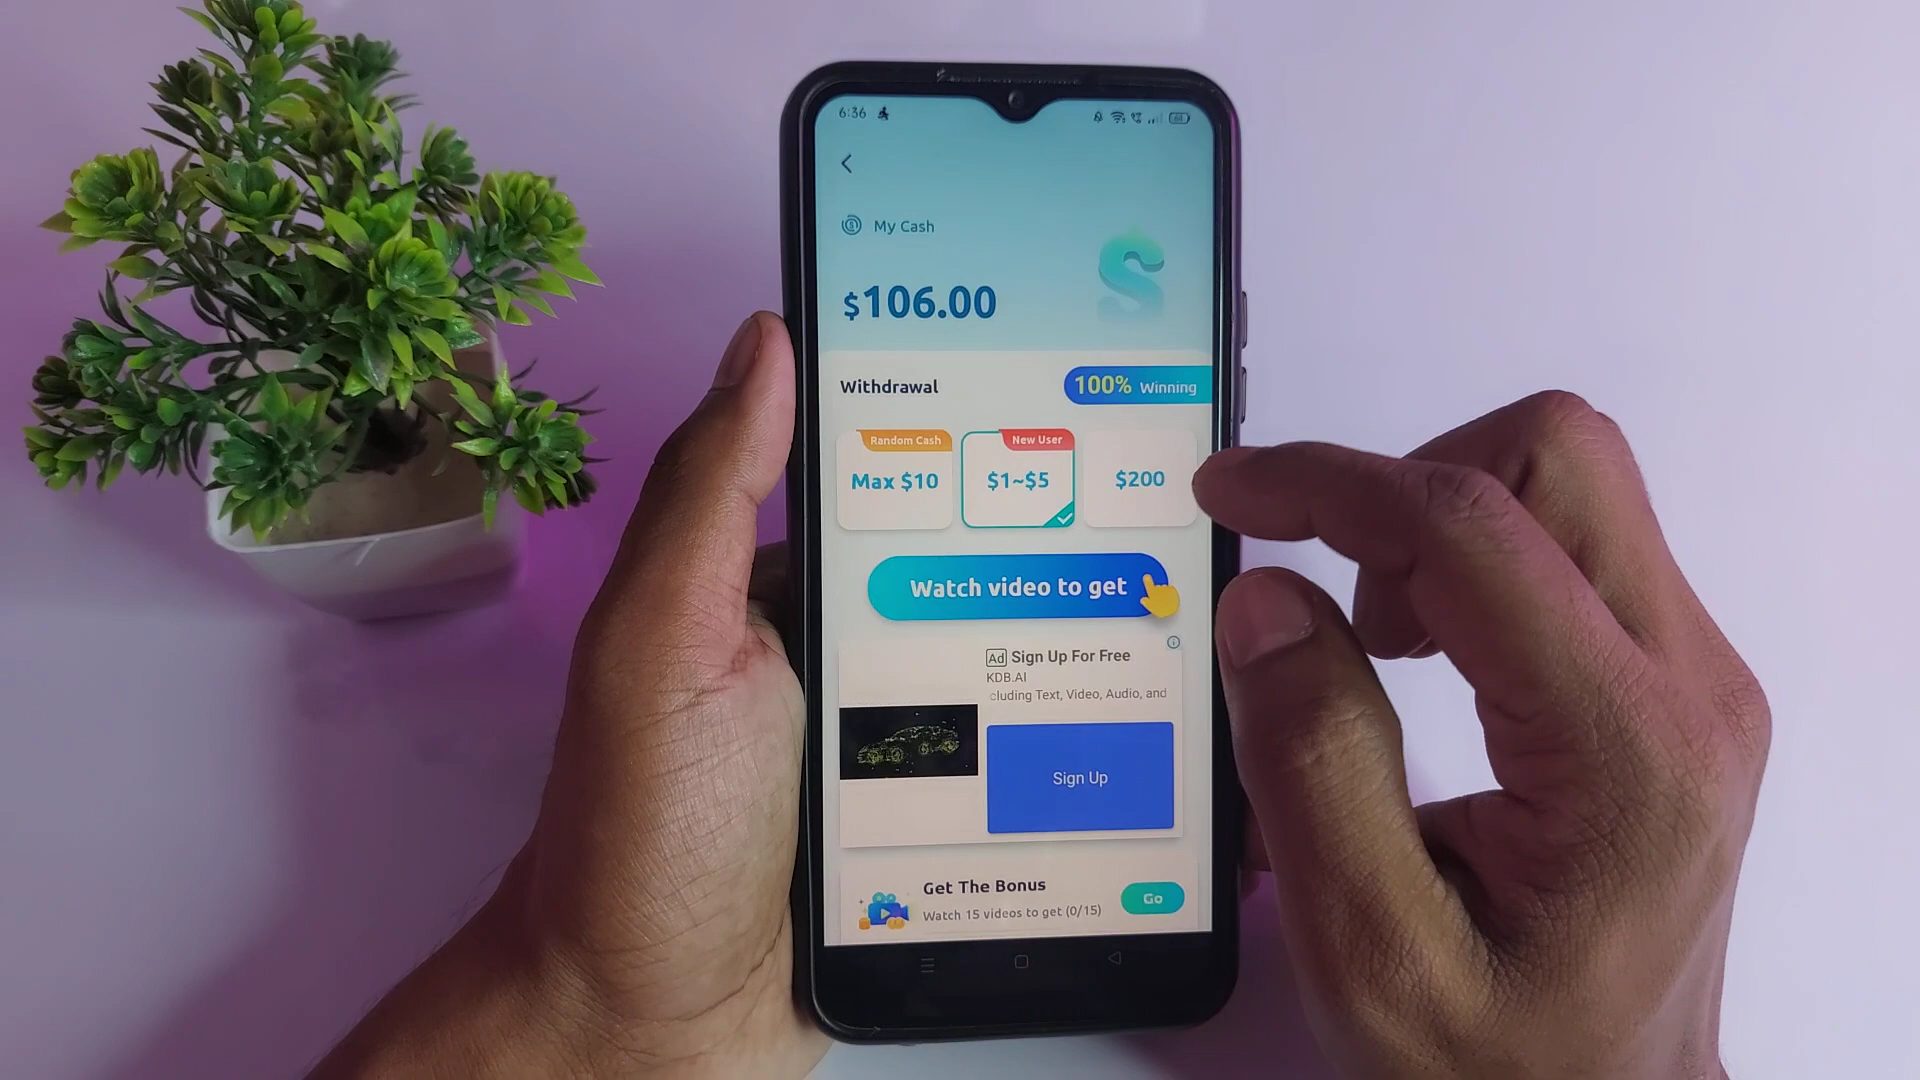 6:36
My Cash
$106.00
Withdrawal
100% Winning
Random Cash
Max $10
New User
$1~$5
$200
Watch video to get
Ad Sign Up For Free
KDB.AI
cluding Text, Video, Audio, and
Sign Up
Get The Bonus
Watch 15 videos to get (0/15)
Go